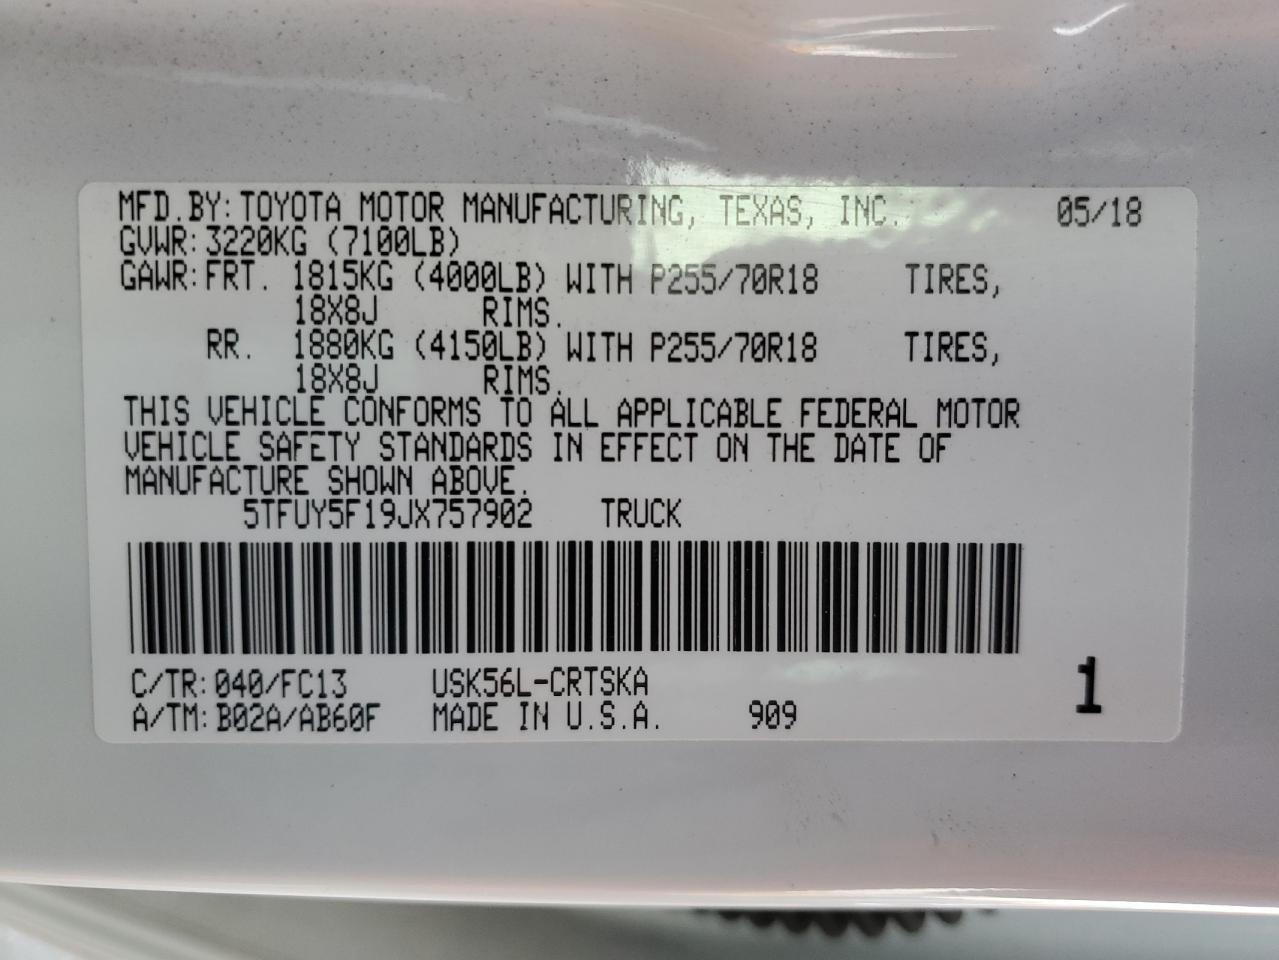 MFD.BY:TOYOTA MOTOR MANUFACTURING, TEXAS, INC. 05/18
GVWR:3220KG (7100LB)
GAWR:FRT. 1815KG (4000LB) WITH P255/70R18 TIRES,
18X8J RIMS.
RR. 1880KG (4150LB) WITH P255/70R18 TIRES,
18X8J RIMS.
THIS VEHICLE CONFORMS TO ALL APPLICABLE FEDERAL MOTOR
VEHICLE SAFETY STANDARDS IN EFFECT ON THE DATE OF
MANUFACTURE SHOWN ABOVE.
5TFUY5F19JX757902 TRUCK
C/TR:040/FC13 USK56L-CRTSKA
A/TM:B02A/AB60F MADE IN U.S.A. 909
1